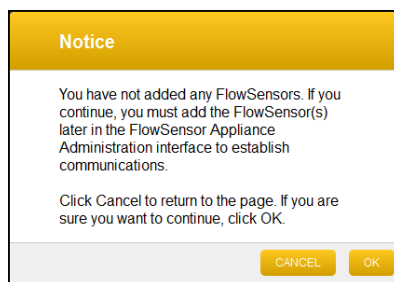 Notice
You have not added any FlowSensors. If you
continue, you must add the FlowSensor(s)
later in the FlowSensor Appliance
Administration interface to establish
communications.
Click Cancel to return to the page. If you are
sure you want to continue, click OK.
CANCEL OK